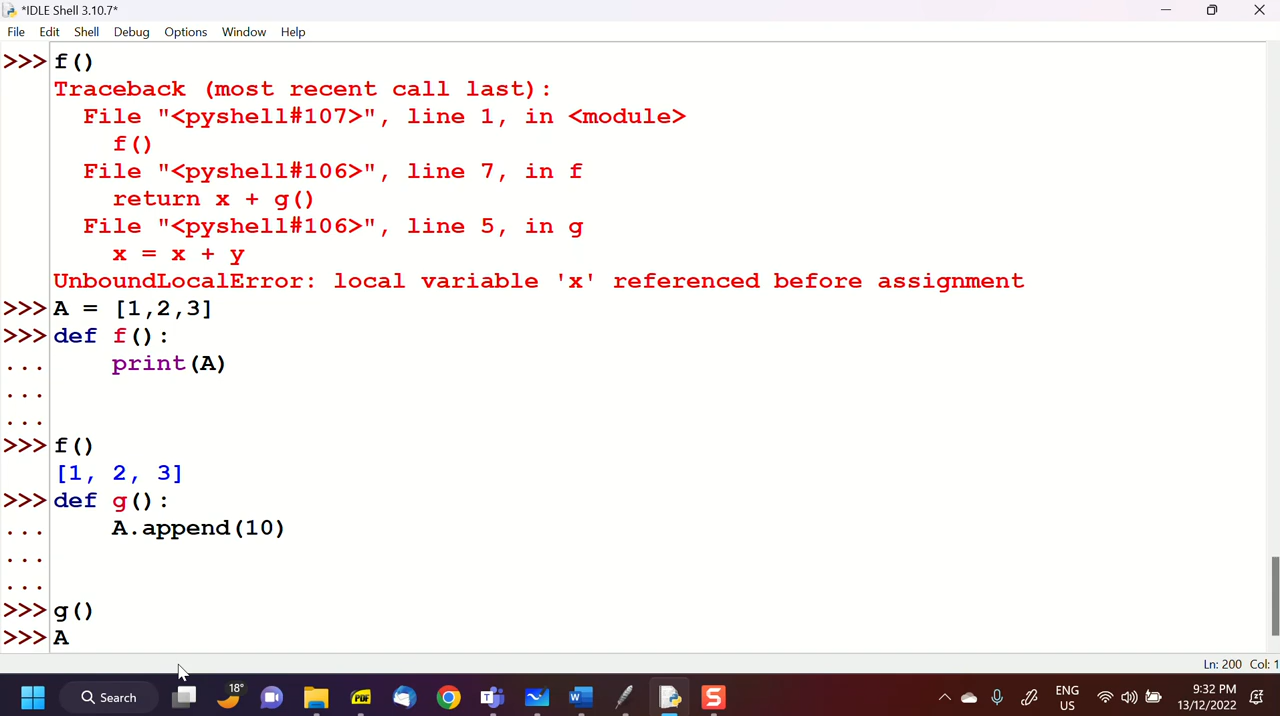 *IDLE Shell 3.10.7*
File Edit Shell Debug Options Window Help
>>> f()
Traceback (most recent call last):
File "<pyshell#107>", line 1, in <module>
f()
File "<pyshell#106>", line 7, in f
return x + g()
File "<pyshell#106>", line 5, in g
x = x + y
UnboundLocalError: local variable 'x' referenced before assignment
>>> A = [1,2,3]
>>> def f():
... print(A)
...
...
>>> f()
[1, 2, 3]
>>> def g():
... A.append(10)
...
...
>>> g()
>>> A
Ln: 200 Col: 1
Search
18°
PDF
ENG
US
9:32 PM
13/12/2022